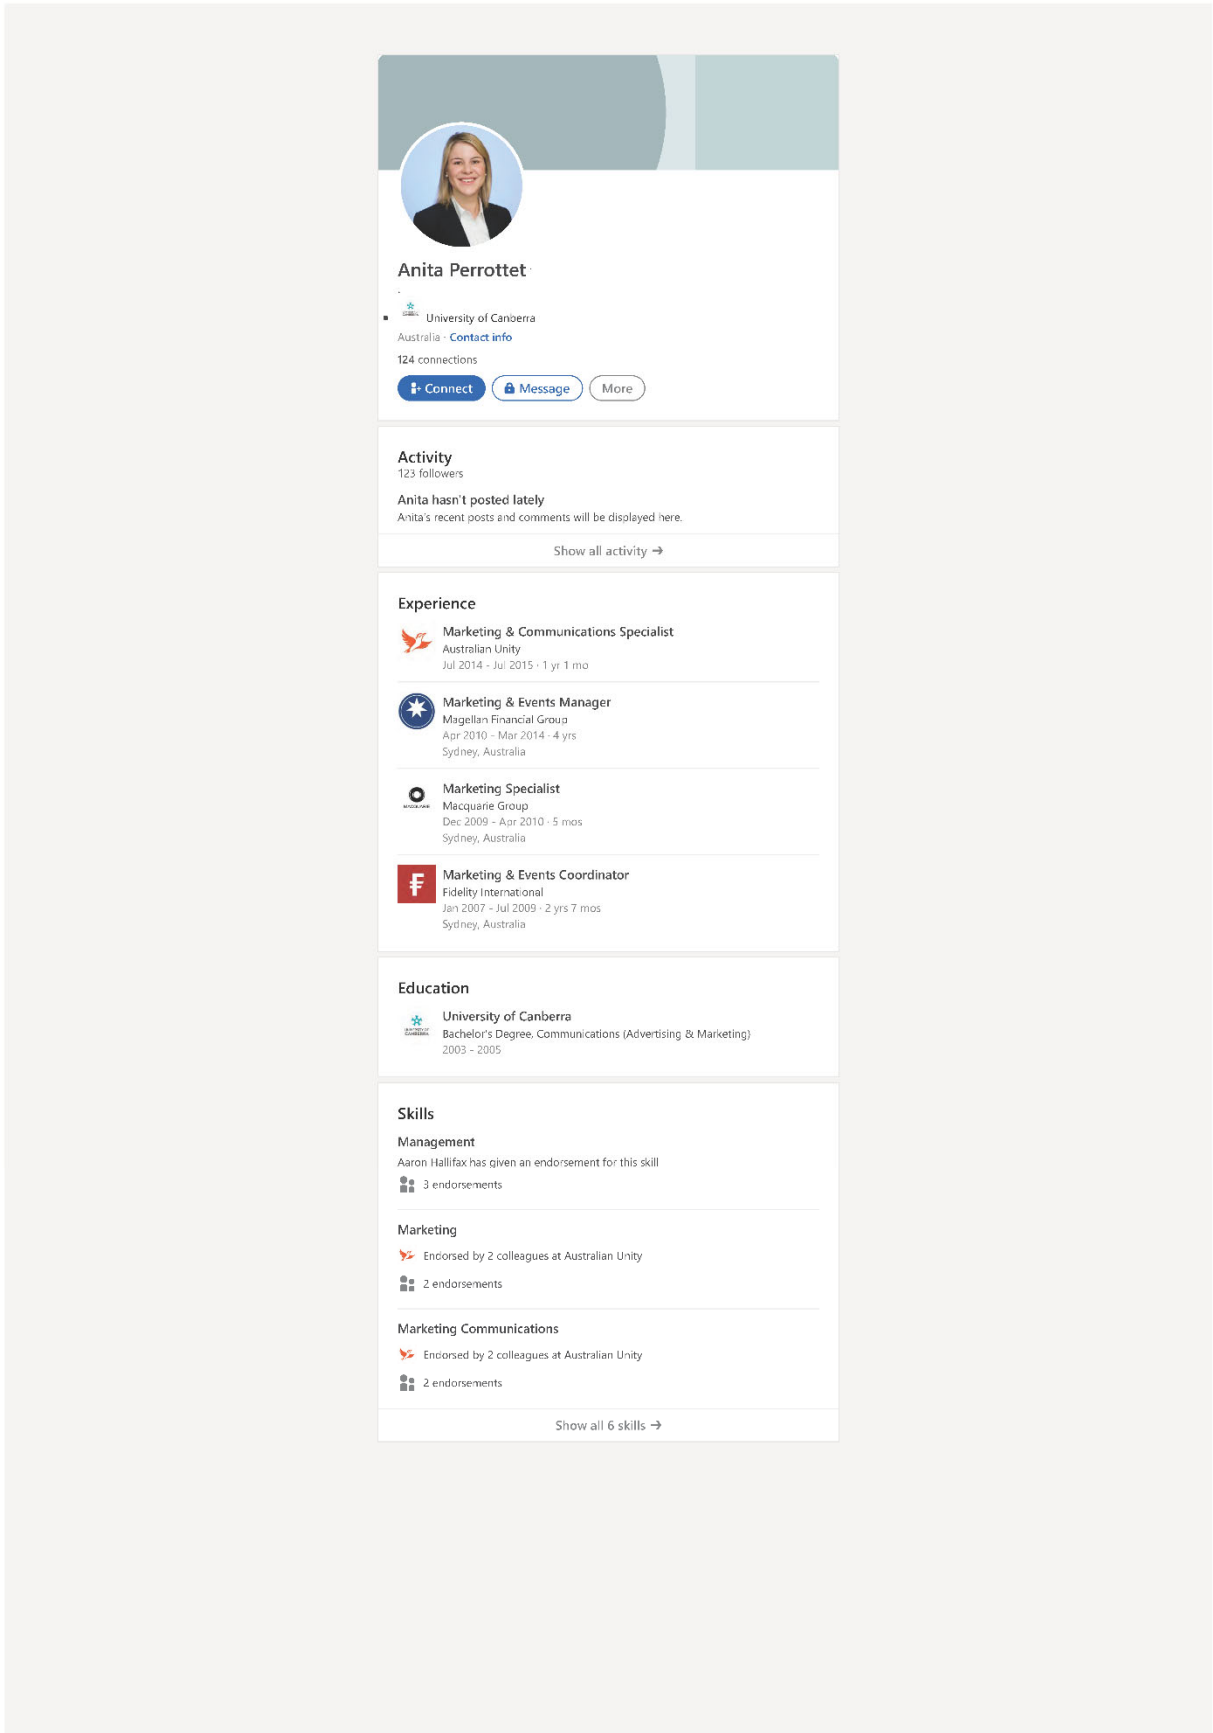 Anita Perrottet
University of Canberra
Australia · Contact info
124 connections
Connect
Message
More
Activity
123 followers
Anita hasn't posted lately
Anita's recent posts and comments will be displayed here.
Show all activity →
Experience
Marketing & Communications Specialist
Australian Unity
Jul 2014 - Jul 2015 · 1 yr 1 mo
Marketing & Events Manager
Magellan Financial Group
Apr 2010 - Mar 2014 · 4 yrs
Sydney, Australia
MACQUARIE
Marketing Specialist
Macquarie Group
Dec 2009 - Apr 2010 · 5 mos
Sydney, Australia
Marketing & Events Coordinator
Fidelity International
Jan 2007 - Jul 2009 · 2 yrs 7 mos
Sydney, Australia
Education
UNIVERSITY OF
CANBERRA
University of Canberra
Bachelor's Degree, Communications (Advertising & Marketing)
2003 - 2005
Skills
Management
Aaron Hallifax has given an endorsement for this skill
3 endorsements
Marketing
Endorsed by 2 colleagues at Australian Unity
2 endorsements
Marketing Communications
Endorsed by 2 colleagues at Australian Unity
2 endorsements
Show all 6 skills →